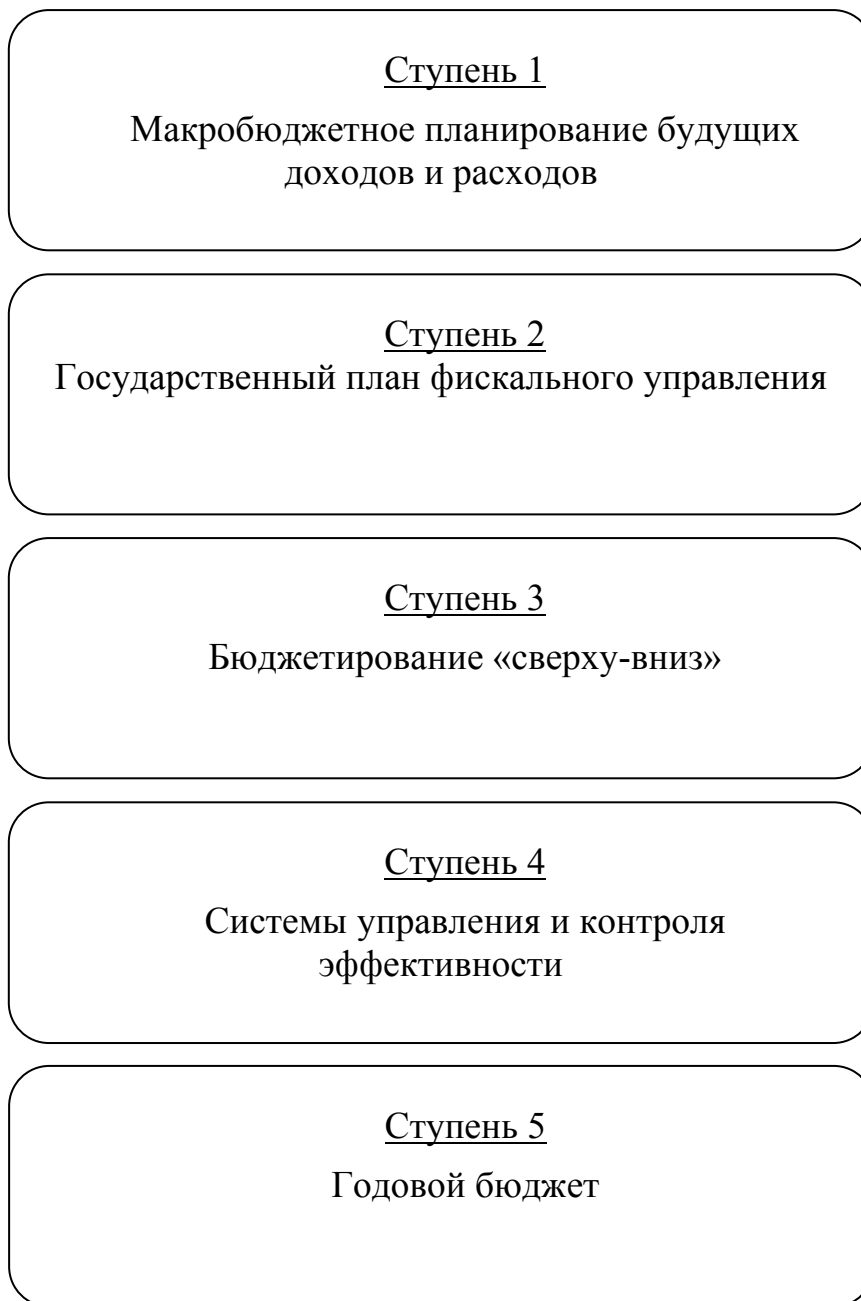 Ступень 1
Макробюджетное планирование будущих
доходов и расходов
Ступень 2
Государственный план фискального управления
Ступень 3
Бюджетирование «сверху-вниз»
Ступень 4
Системы управления и контроля
эффективности
Ступень 5
Годовой бюджет